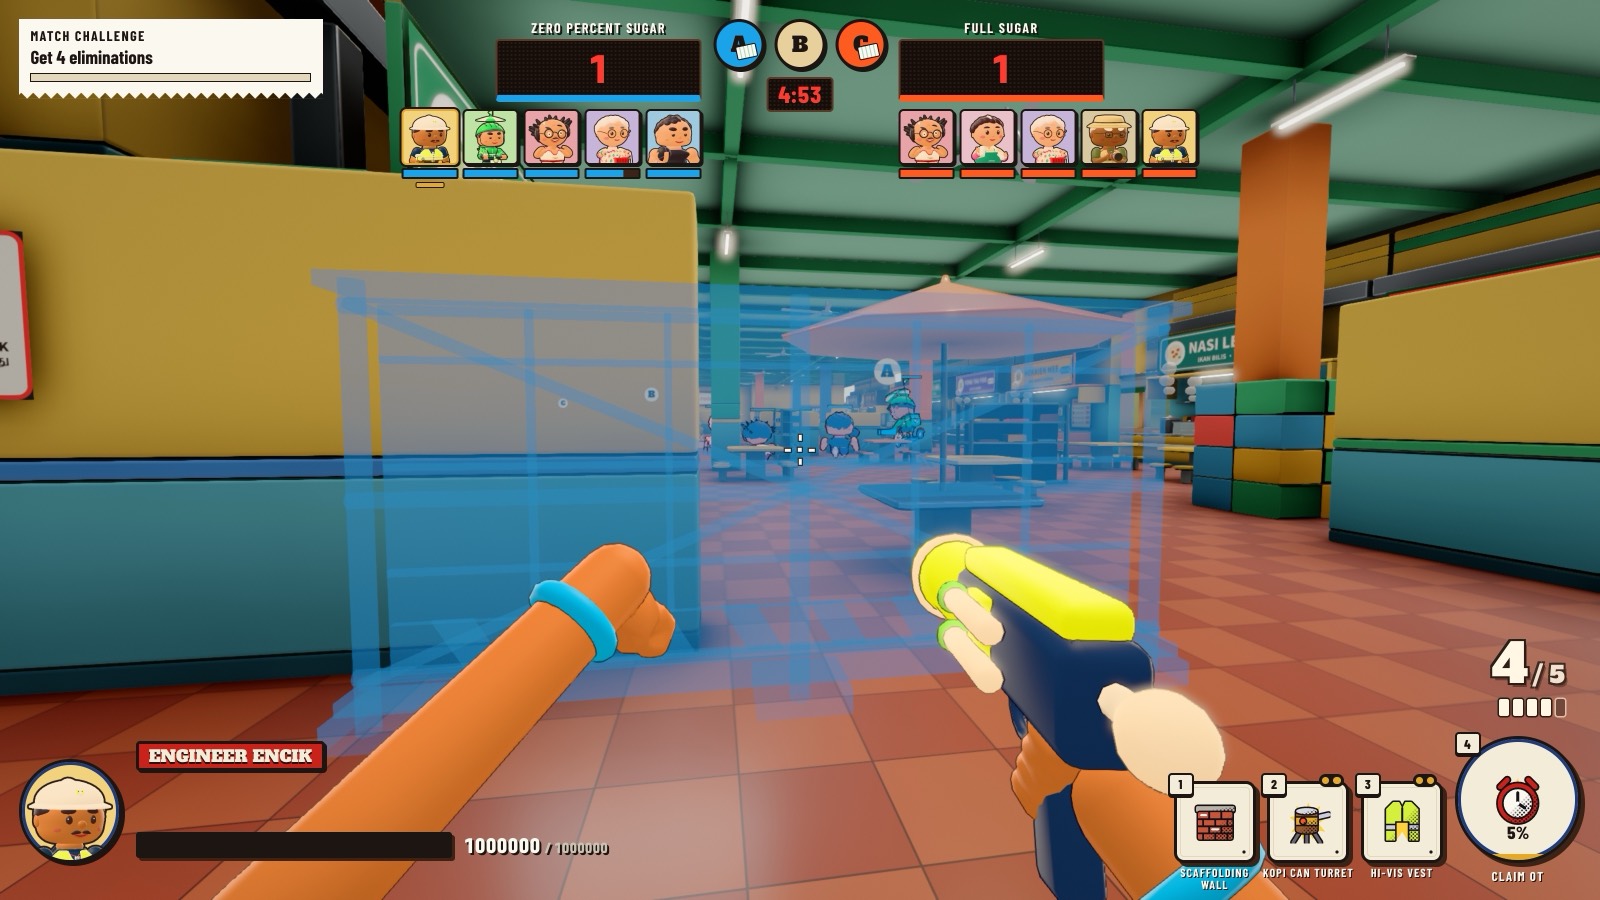 MATCH CHALLENGE
Get 4 eliminations
ZERO PERCENT SUGAR
1
A
B
C
4:53
FULL SUGAR
1
A
B
C
NASI LE
4/5
ENGINEER ENCIK
1000000 / 1000000
1
2
3
4
5%
SCAFFOLDING WALL
KOPI CAN TURRET
HI-VIS VEST
CLAIM OT